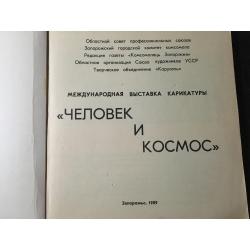 Областной совет профессиональных союзов
Запорожский городской комитет комсомола
Редакция газеты «Комсомолец Запорожья»
Областная организация Союза художников УССР
Творческое объединение «Карлаты»
МЕЖДУНАРОДНАЯ ВЫСТАВКА КАРИКАТУРЫ
«ЧЕЛОВЕК
И
КОСМОС»
Запорожье, 1989